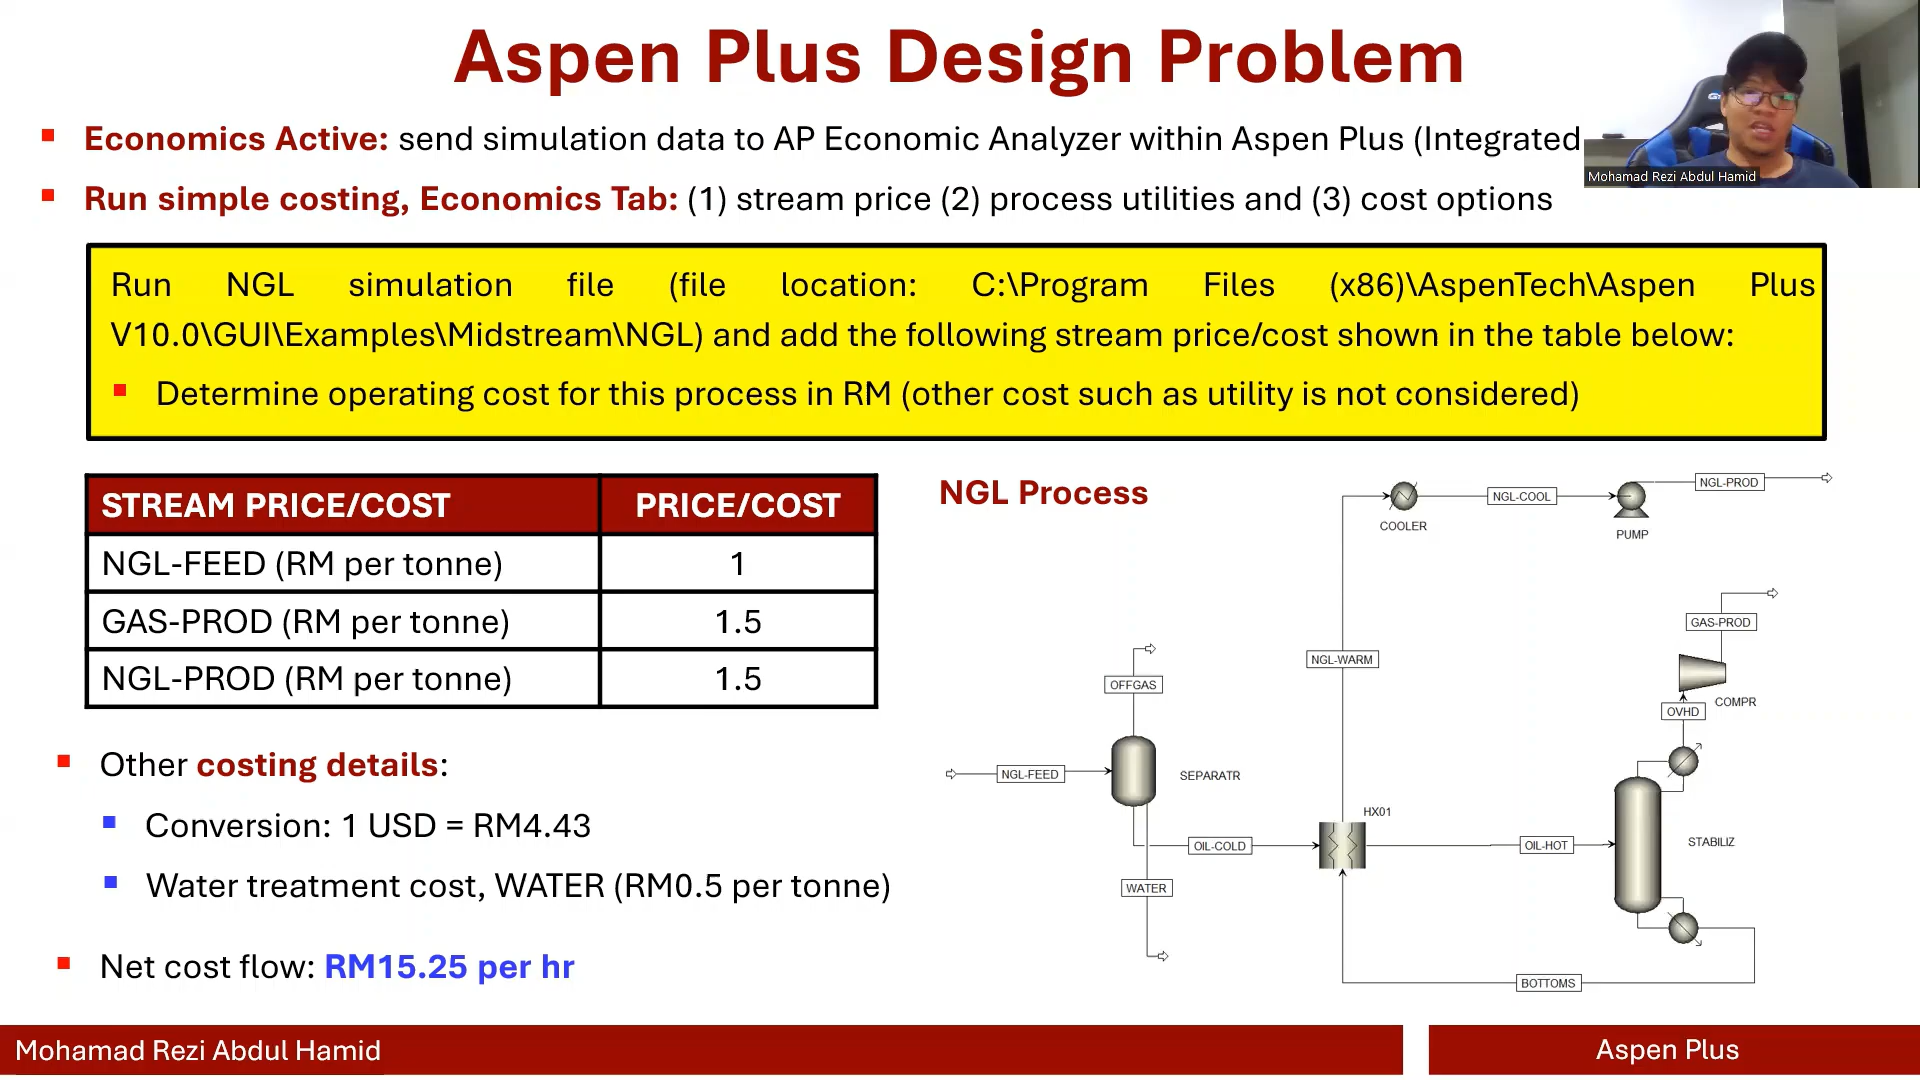 Aspen Plus Design Problem
Economics Active: send simulation data to AP Economic Analyzer within Aspen Plus (Integrated
Run simple costing, Economics Tab: (1) stream price (2) process utilities and (3) cost options
Mohamad Rezi Abdul Hamid
Run NGL simulation file (file location: C:\Program Files (x86)\AspenTech\Aspen Plus
V10.0\GUI\Examples\Midstream\NGL) and add the following stream price/cost shown in the table below:
Determine operating cost for this process in RM (other cost such as utility is not considered)
STREAM PRICE/COST PRICE/COST
NGL-FEED (RM per tonne) 1
GAS-PROD (RM per tonne) 1.5
NGL-PROD (RM per tonne) 1.5
Other costing details:
Conversion: 1 USD = RM4.43
Water treatment cost, WATER (RM0.5 per tonne)
Net cost flow: RM15.25 per hr
NGL Process
NGL-PROD
NGL-COOL
COOLER
PUMP
GAS-PROD
NGL-WARM
OFFGAS
COMPR
OVHD
NGL-FEED
SEPARATR
HX01
OIL-COLD
OIL-HOT
STABILIZ
WATER
BOTTOMS
Mohamad Rezi Abdul Hamid
Aspen Plus